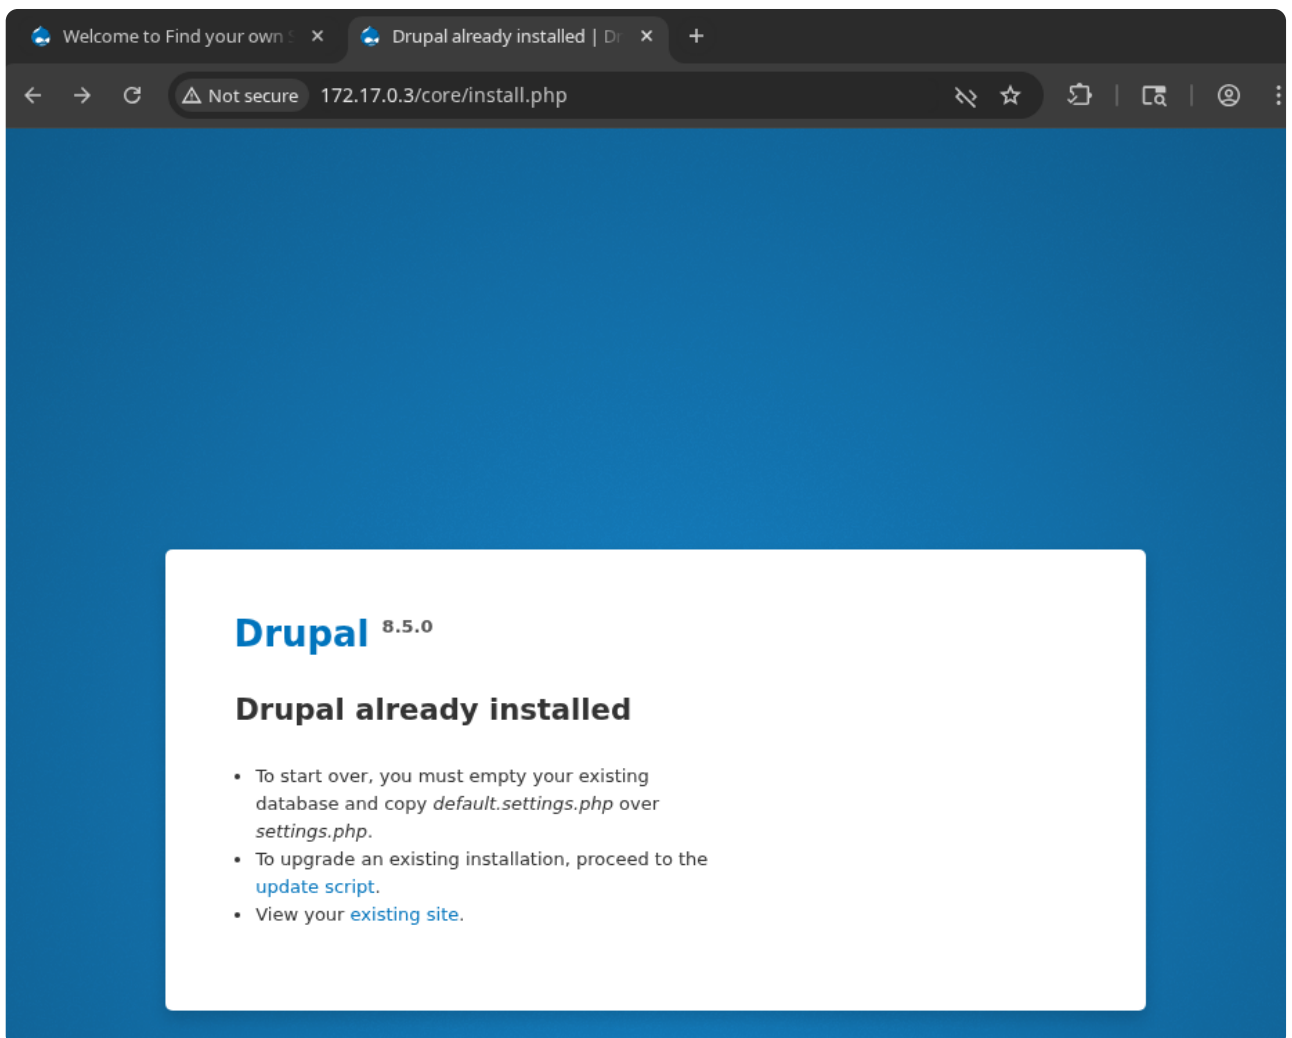 Welcome to Find your own
Drupal already installed | Dr
Not secure
172.17.0.3/core/install.php
Drupal 8.5.0
Drupal already installed
• To start over, you must empty your existing
database and copy default.settings.php over
settings.php.
• To upgrade an existing installation, proceed to the
update script.
• View your existing site.